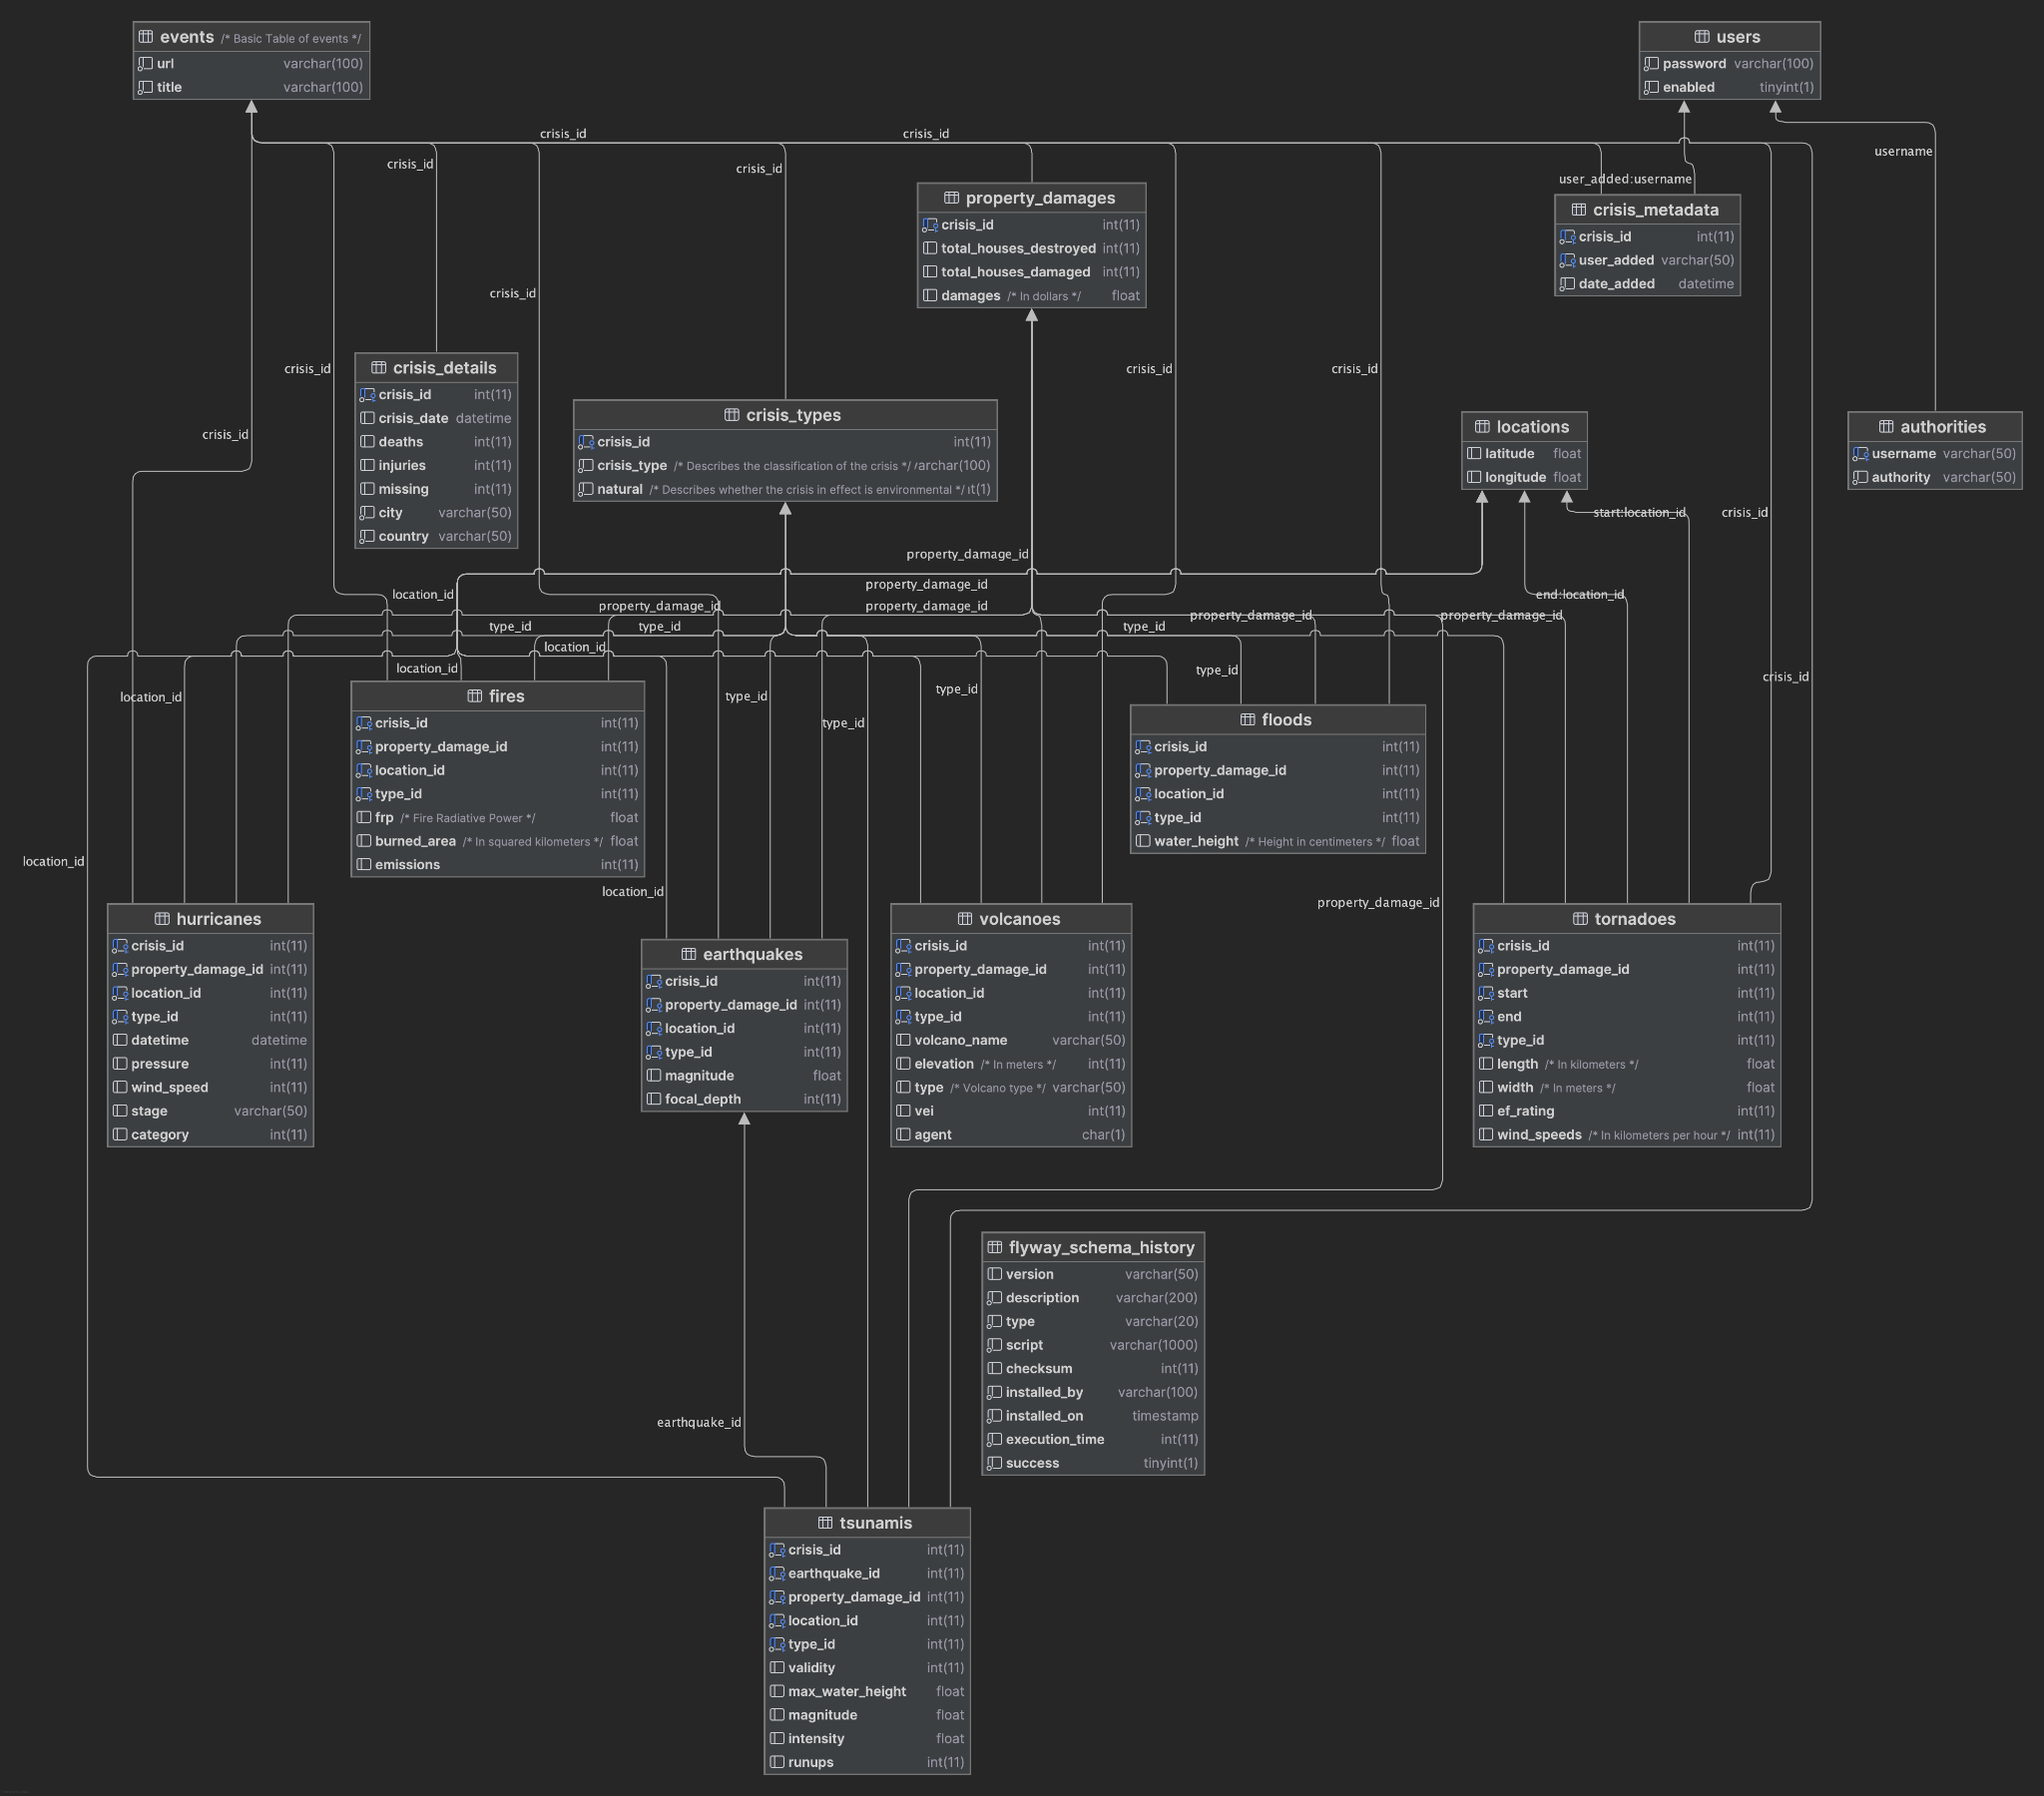 events /* Basic Table of events */
url varchar(100)
title varchar(100)
users
password varchar(100)
enabled tinyint(1)
crisis_id
crisis_id
crisis_id
crisis_id
username
user_added:username
property_damages
crisis_id int(11)
total_houses_destroyed int(11)
total_houses_damaged int(11)
damages /* In dollars */ float
crisis_metadata
crisis_id int(11)
user_added varchar(50)
date_added datetime
crisis_id
crisis_id
crisis_id
crisis_id
crisis_id
crisis_details
crisis_id int(11)
crisis_date datetime
deaths int(11)
injuries int(11)
missing int(11)
city varchar(50)
country varchar(50)
crisis_types
crisis_id int(11)
crisis_type /* Describes the classification of the crisis */ archar(100)
natural /* Describes whether the crisis in effect is environmental */ t(1)
locations
latitude float
longitude float
authorities
username varchar(50)
authority varchar(50)
start:location_id
crisis_id
property_damage_id
property_damage_id
location_id
end:location_id
property_damage_id
property_damage_id
property_damage_id
property_damage_id
type_id
type_id
type_id
location_id
location_id
type_id
crisis_id
location_id
type_id
type_id
type_id
fires
crisis_id int(11)
property_damage_id int(11)
location_id int(11)
type_id int(11)
frp /* Fire Radiative Power */ float
burned_area /* In squared kilometers */ float
emissions int(11)
floods
crisis_id int(11)
property_damage_id int(11)
location_id int(11)
type_id int(11)
water_height /* Height in centimeters */ float
location_id
location_id
property_damage_id
hurricanes
crisis_id int(11)
property_damage_id int(11)
location_id int(11)
type_id int(11)
datetime datetime
pressure int(11)
wind_speed int(11)
stage varchar(50)
category int(11)
earthquakes
crisis_id int(11)
property_damage_id int(11)
location_id int(11)
type_id int(11)
magnitude float
focal_depth int(11)
volcanoes
crisis_id int(11)
property_damage_id int(11)
location_id int(11)
type_id int(11)
volcano_name varchar(50)
elevation /* In meters */ int(11)
type /* Volcano type */ varchar(50)
vei int(11)
agent char(1)
tornadoes
crisis_id int(11)
property_damage_id int(11)
start int(11)
end int(11)
type_id int(11)
length /* In kilometers */ float
width /* In meters */ float
ef_rating int(11)
wind_speeds /* In kilometers per hour */ int(11)
flyway_schema_history
version varchar(50)
description varchar(200)
type varchar(20)
script varchar(1000)
checksum int(11)
installed_by varchar(100)
installed_on timestamp
execution_time int(11)
success tinyint(1)
earthquake_id
tsunamis
crisis_id int(11)
earthquake_id int(11)
property_damage_id int(11)
location_id int(11)
type_id int(11)
validity int(11)
max_water_height float
magnitude float
intensity float
runups int(11)